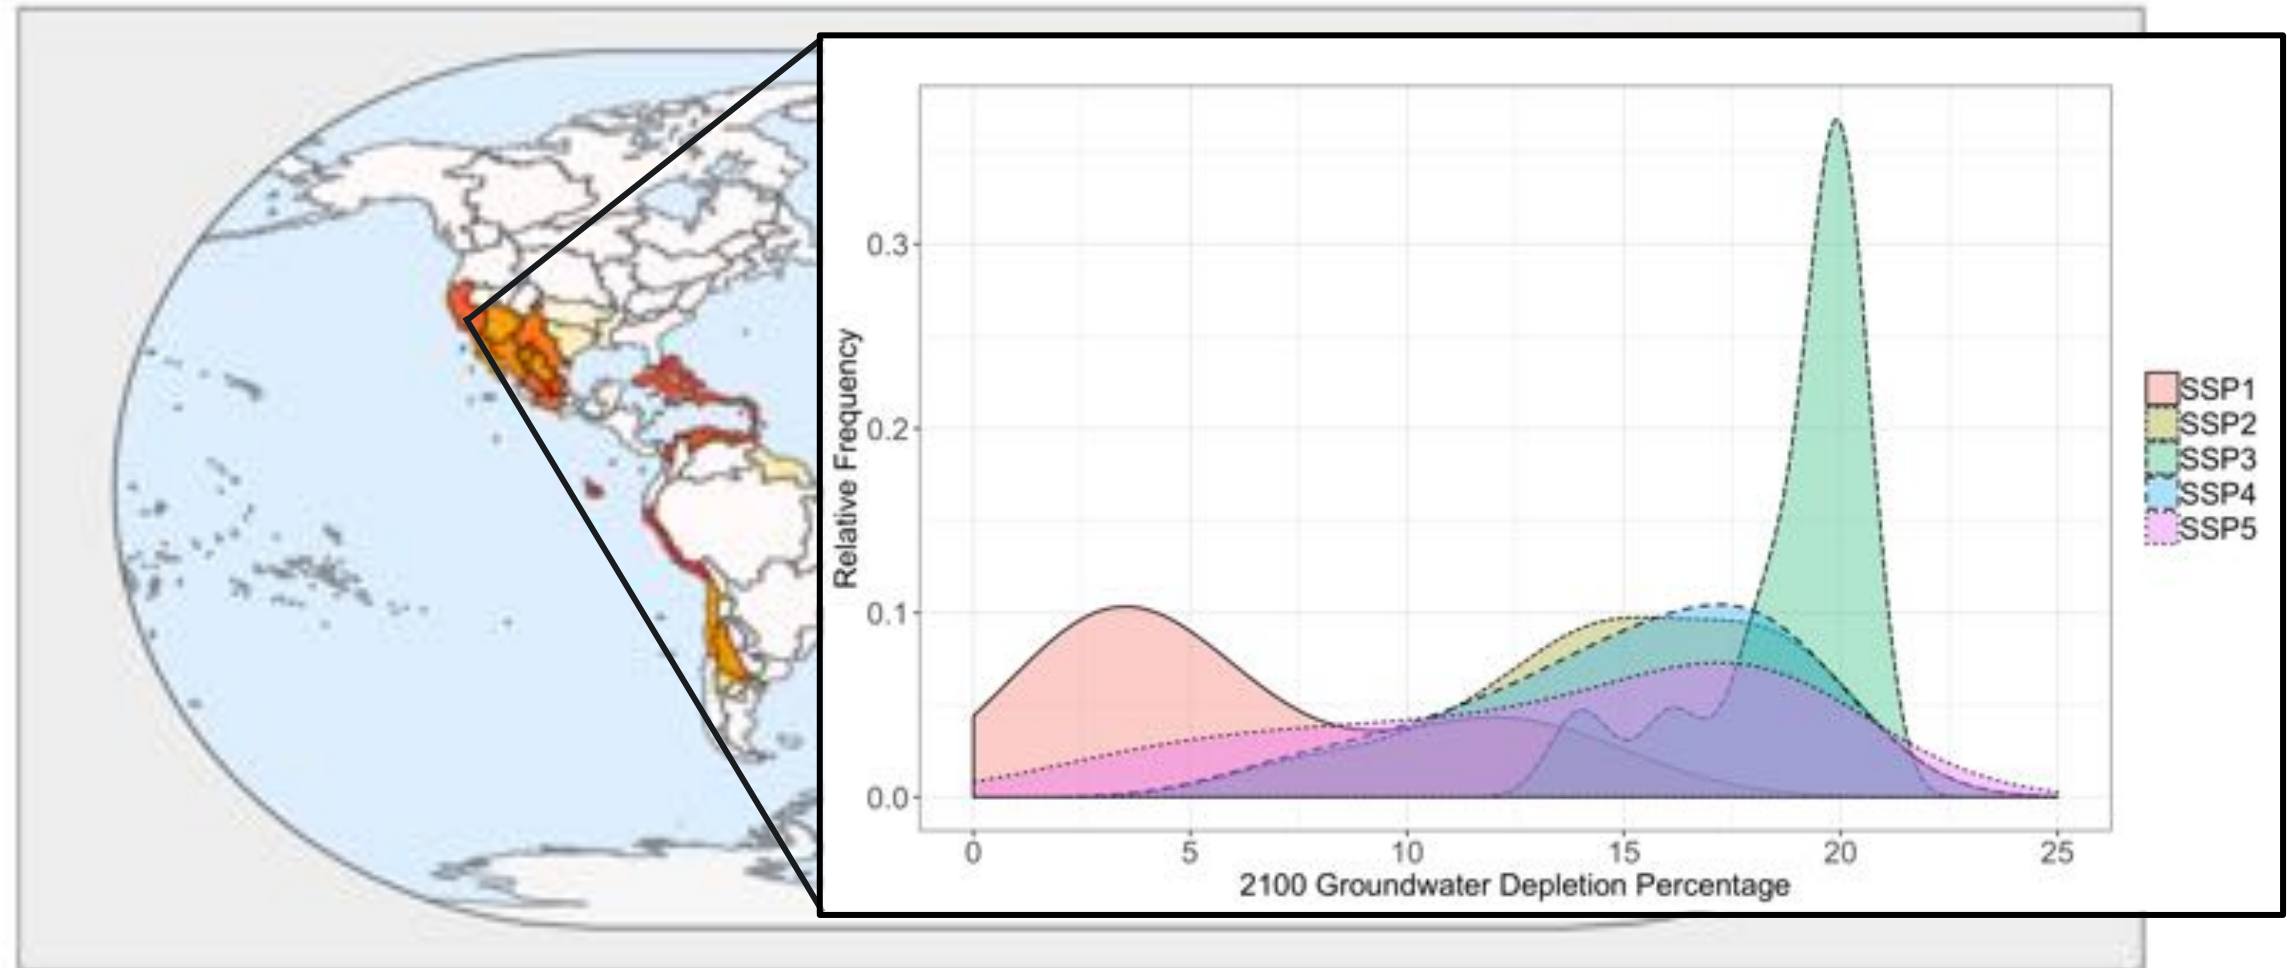 Relative Frequency
0.3
0.2
0.1
0.0
0 5 10 15 20 25
2100 Groundwater Depletion Percentage
SSP1
SSP2
SSP3
SSP4
SSP5